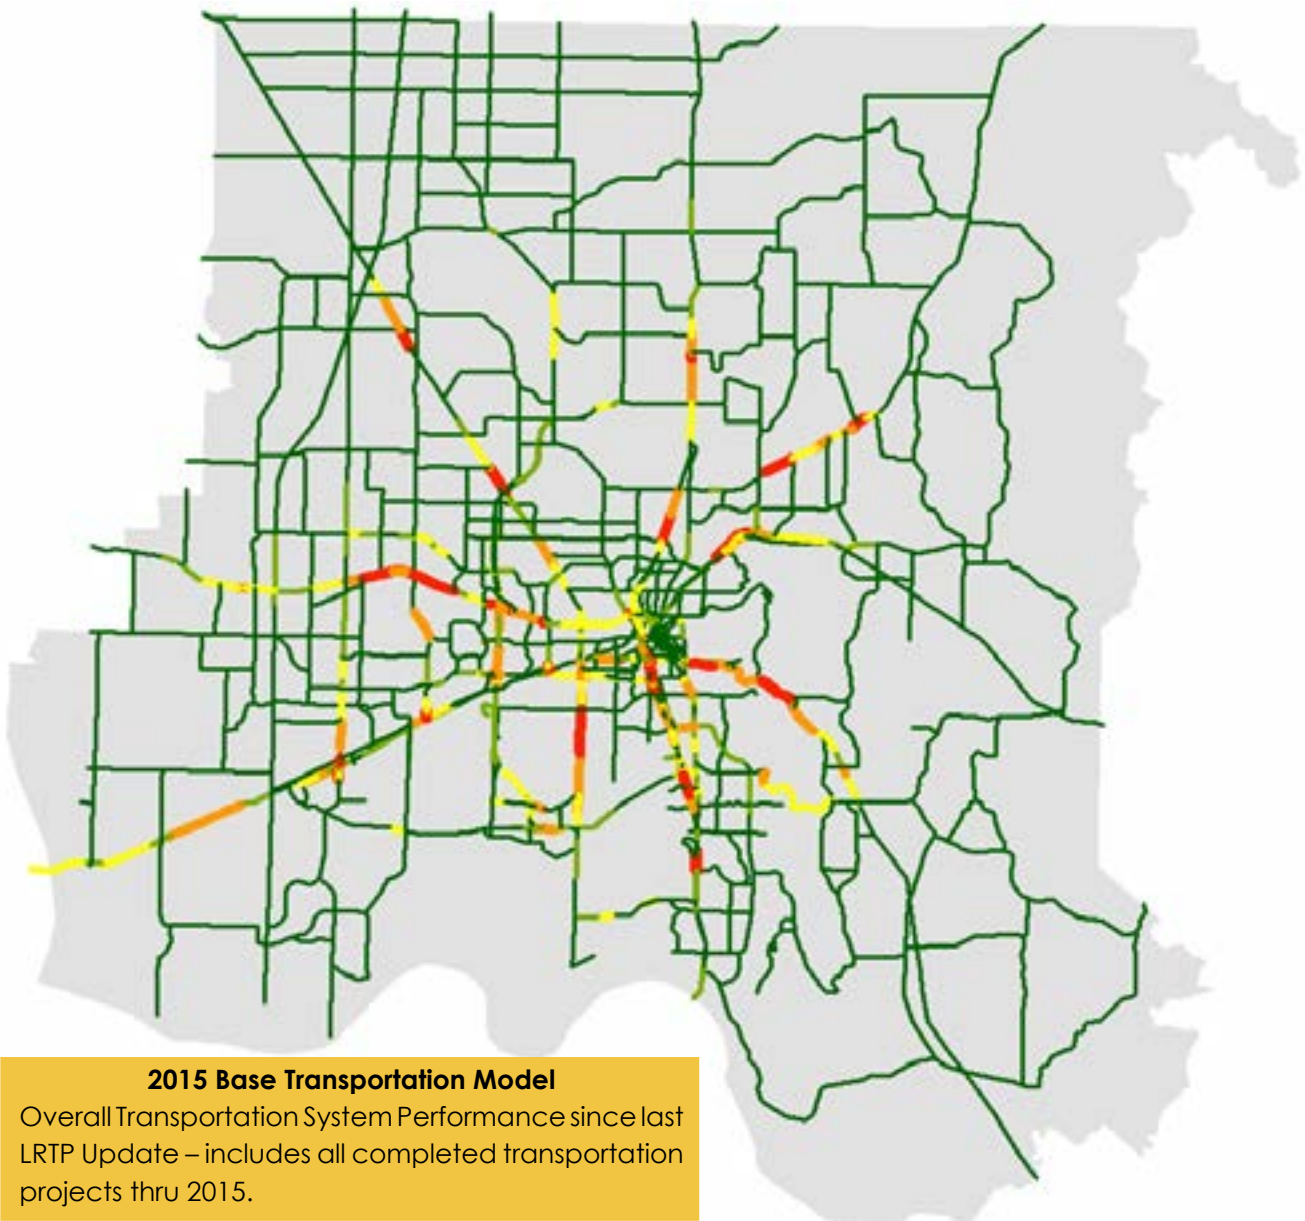 2015 Base Transportation Model
Overall Transportation System Performance since last
LRTP Update – includes all completed transportation
projects thru 2015.